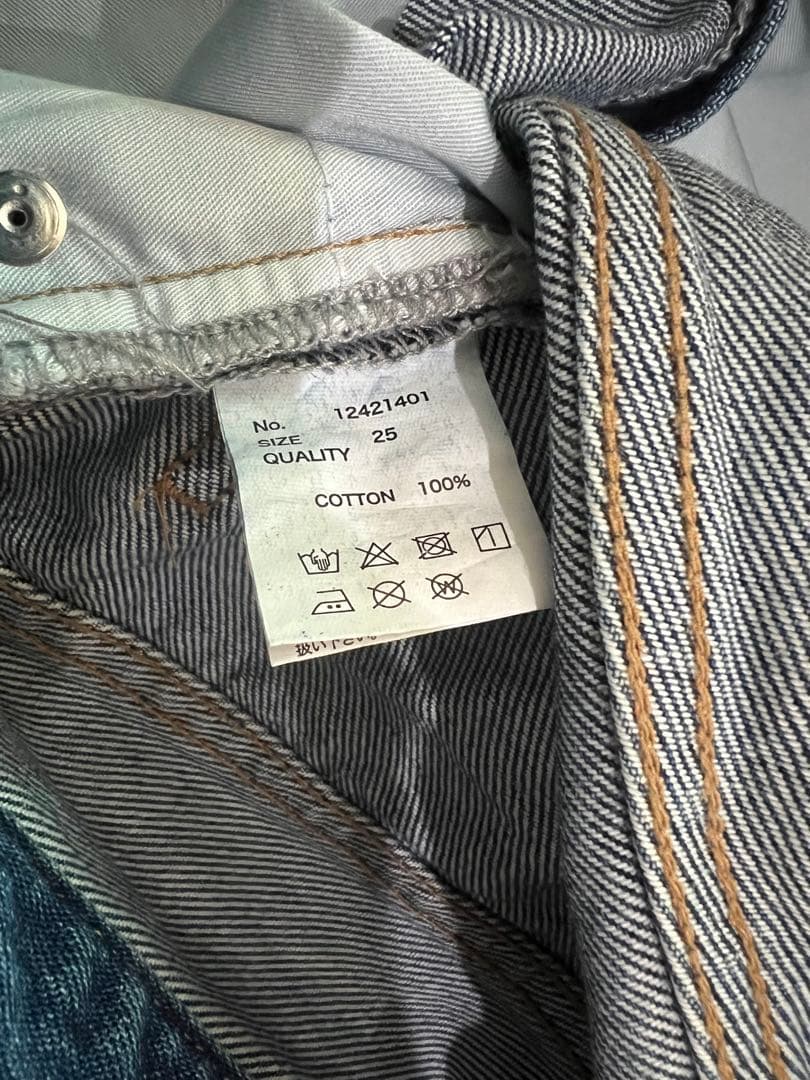 No. 12421401
SIZE 25
QUALITY
COTTON 100%